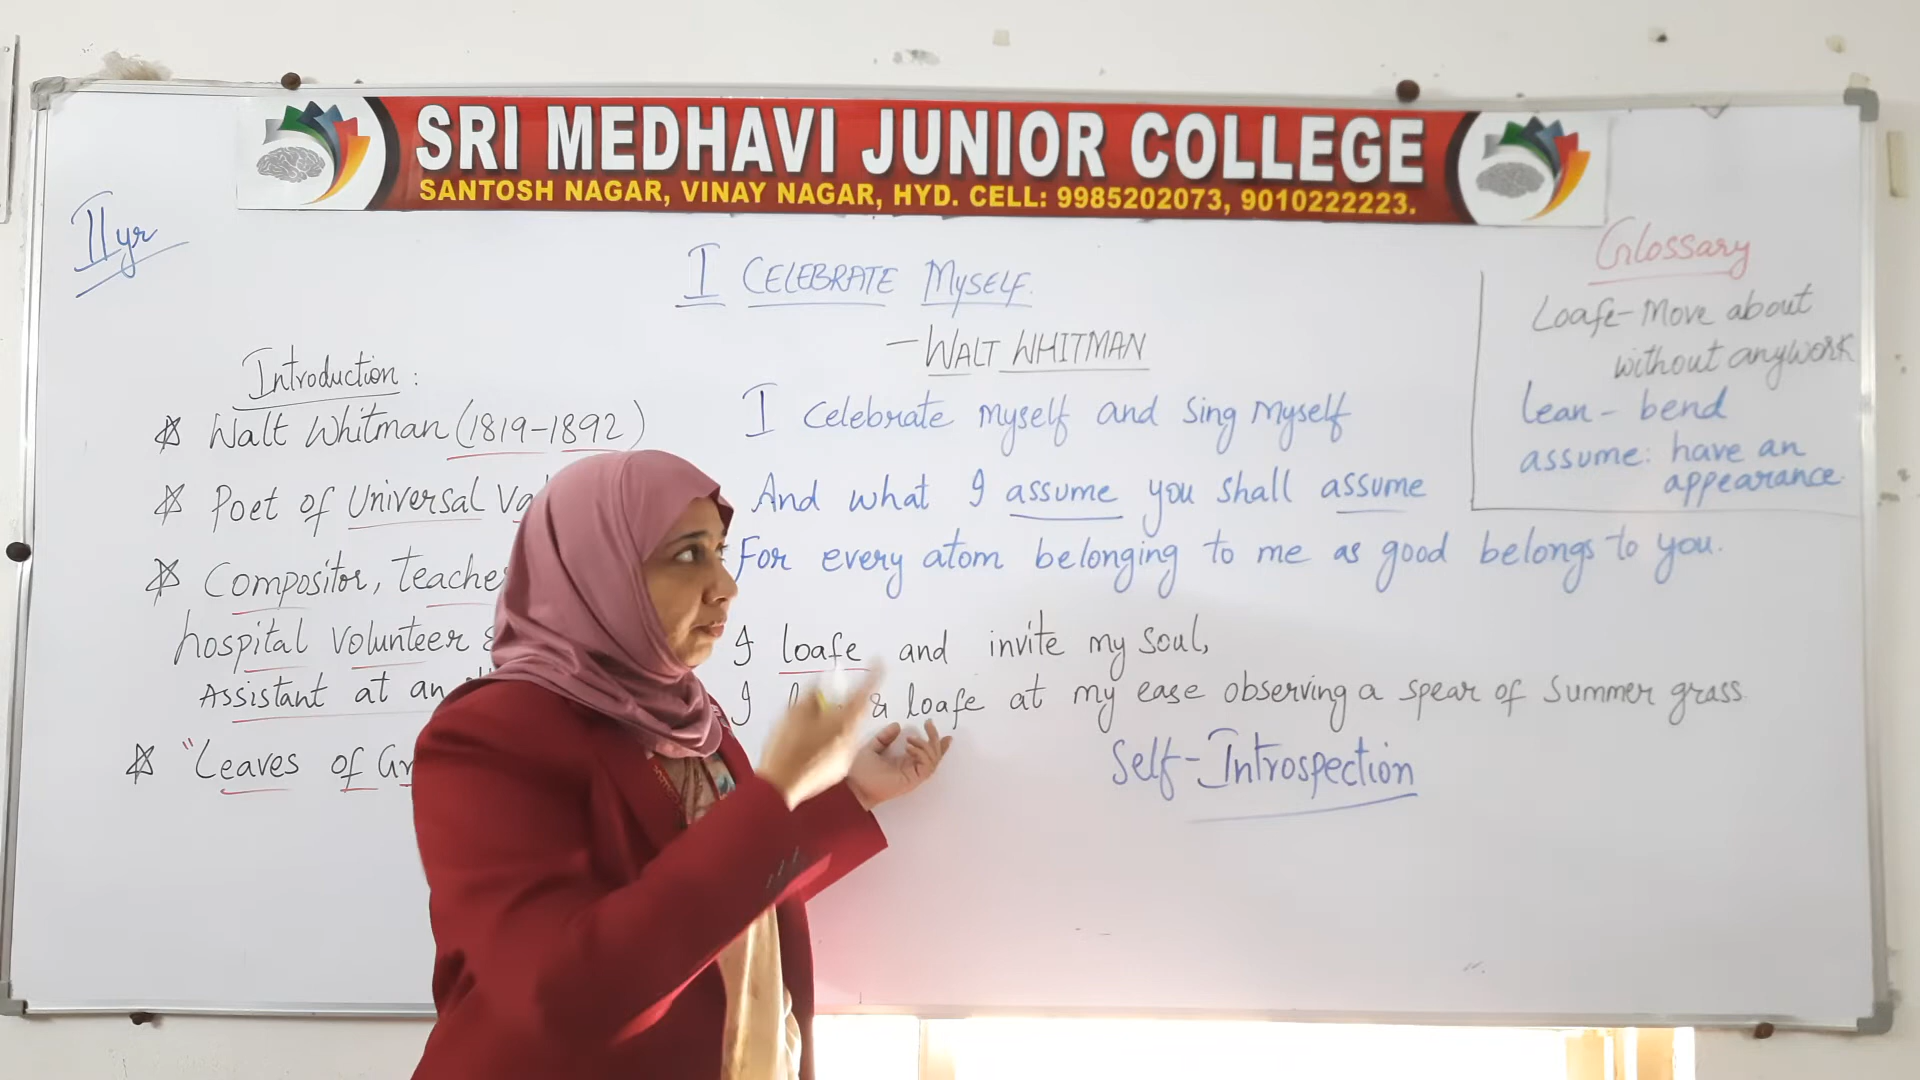 SRI MEDHAVI JUNIOR COLLEGE
SANTOSH NAGAR, VINAY NAGAR, HYD. CELL: 9985202073, 9010222223.
II yr
I CELEBRATE MYSELF.
- WALT WHITMAN
Introduction:
Walt Whitman (1819-1892)
Poet of Universal
Compositor,
hospital Volunteer
Assistant at an
"Leaves of
I Celebrate myself and Sing Myself
And what I assume you shall assume
For every atom belonging to me as good belongs to you.
I loafe and invite my Soul,
I & loafe at my ease observing a spear of Summer grass.
Self-Introspection
Glossary
Loafe-Move about
without anywork
lean - bend
assume: have an
appearance.